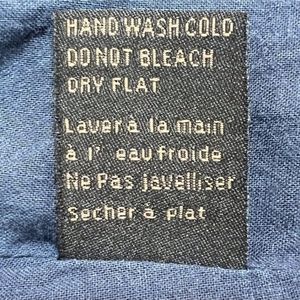 HAND WASH COLD
DO NOT BLEACH
DRY FLAT
Laver à la main
à l' eau froide
Ne Pas javelliser
Secher à plat